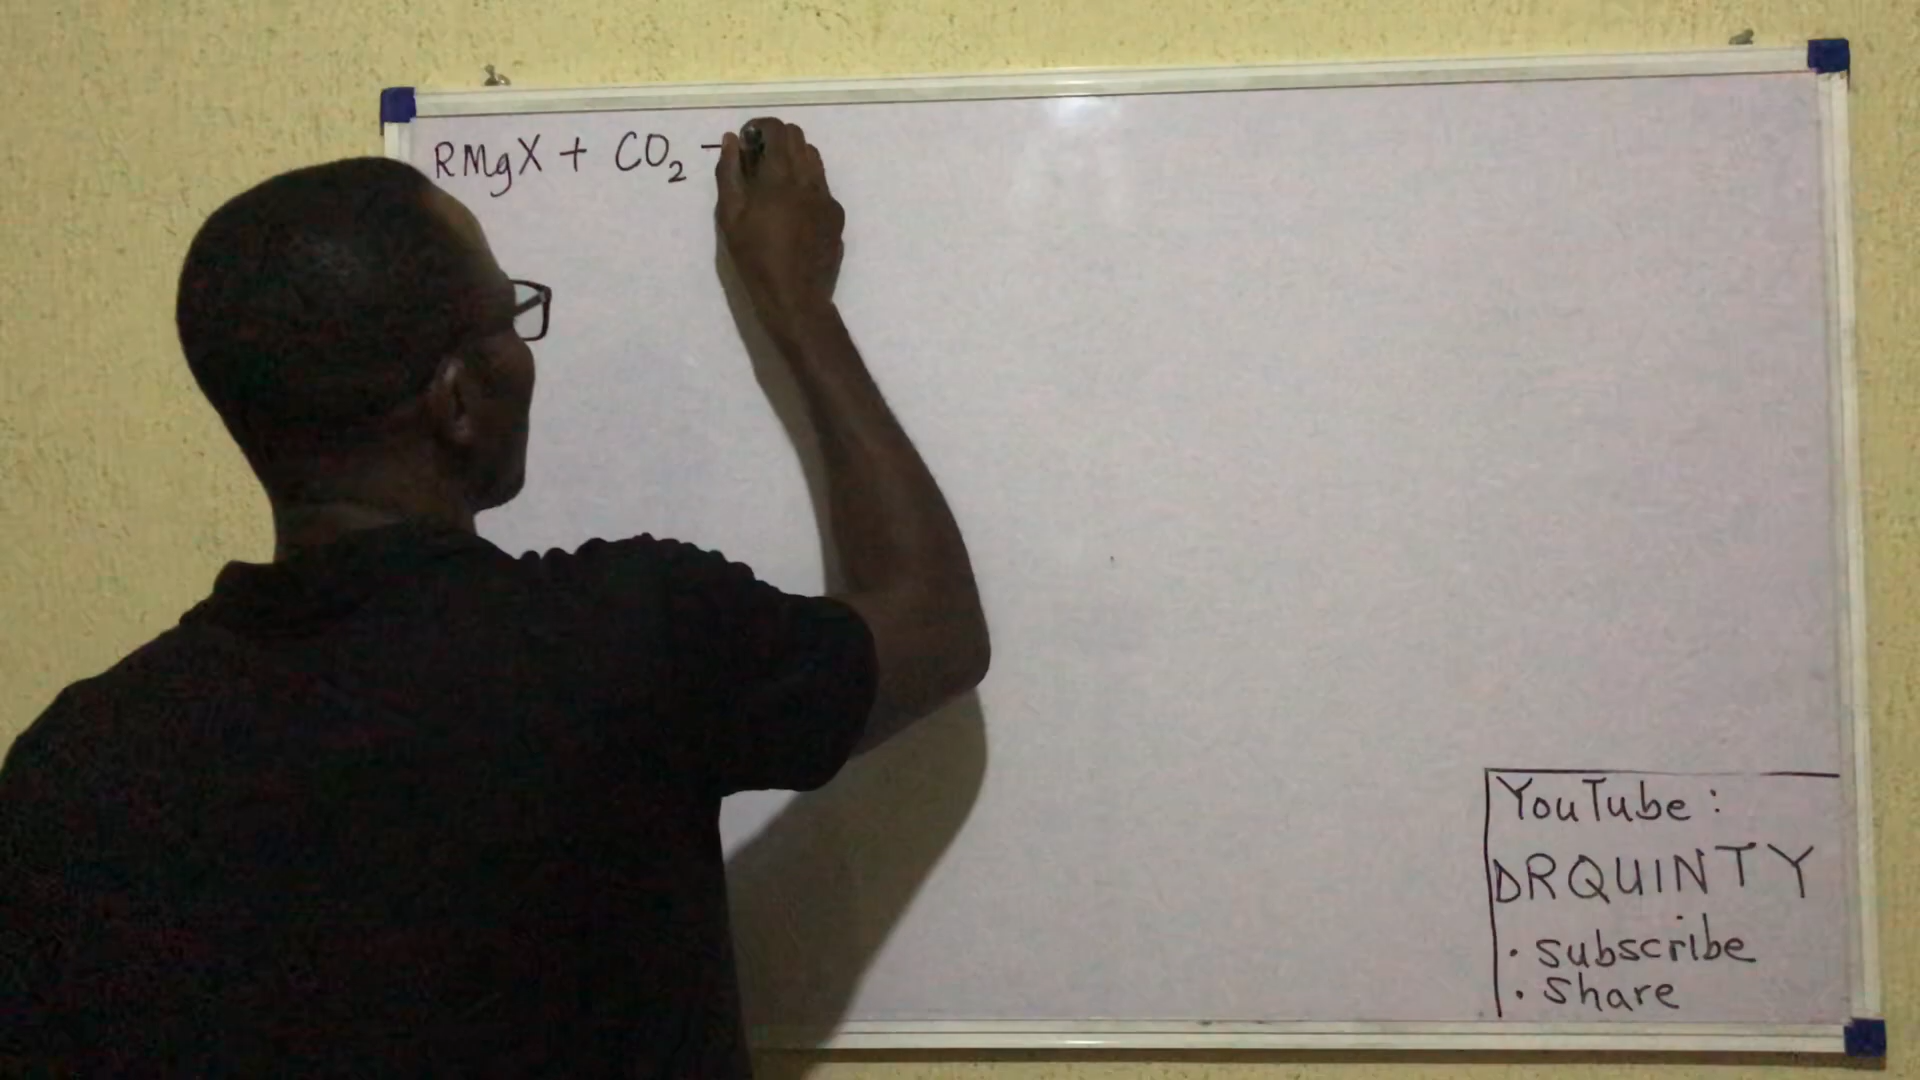 RMgX + CO₂ -
YouTube :
DRQUINTY
• subscribe
• share